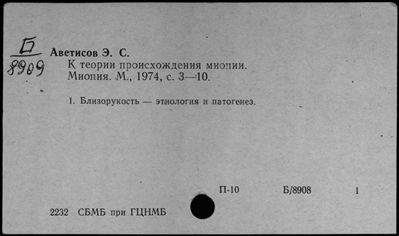 Б
8909
Аветисов Э. С.
К теории происхождения миопии.
Миопия. М., 1974, с. 3—10.
1. Близорукость — этиология и патогенез.
П-10 Б/8908 1
2232 СБМБ при ГЦНМБ